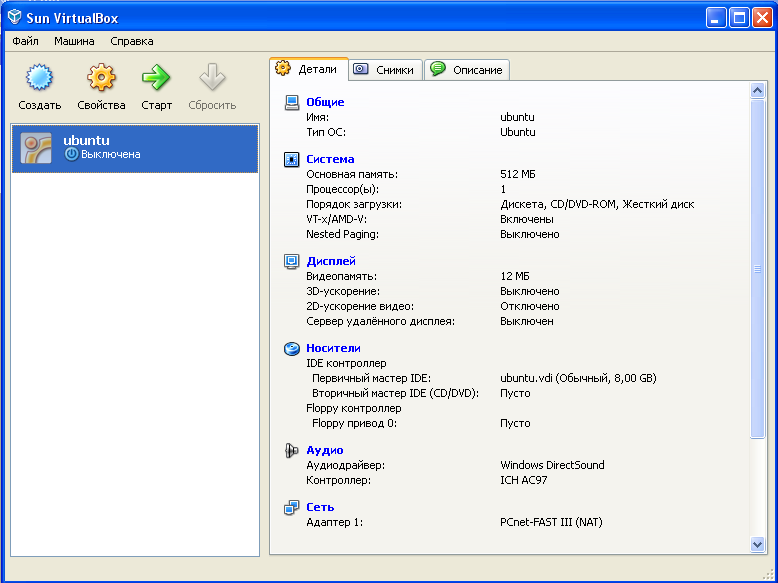 Sun VirtualBox
Файл Машина Справка
Создать Свойства Старт Сбросить
ubuntu
Выключена
Детали Снимки Описание
Общие
Имя: ubuntu
Тип ОС: Ubuntu
Система
Основная память: 512 МБ
Процессор(ы): 1
Порядок загрузки: Дискета, CD/DVD-ROM, Жесткий диск
VT-x/AMD-V: Включены
Nested Paging: Выключено
Дисплей
Видеопамять: 12 МБ
3D-ускорение: Выключено
2D-ускорение видео: Отключено
Сервер удалённого дисплея: Выключен
Носители
IDE контроллер
Первичный мастер IDE: ubuntu.vdi (Обычный, 8,00 GB)
Вторичный мастер IDE (CD/DVD): Пусто
Floppy контроллер
Floppy привод 0: Пусто
Аудио
Аудиодрайвер: Windows DirectSound
Контроллер: ICH AC97
Сеть
Адаптер 1: PCnet-FAST III (NAT)